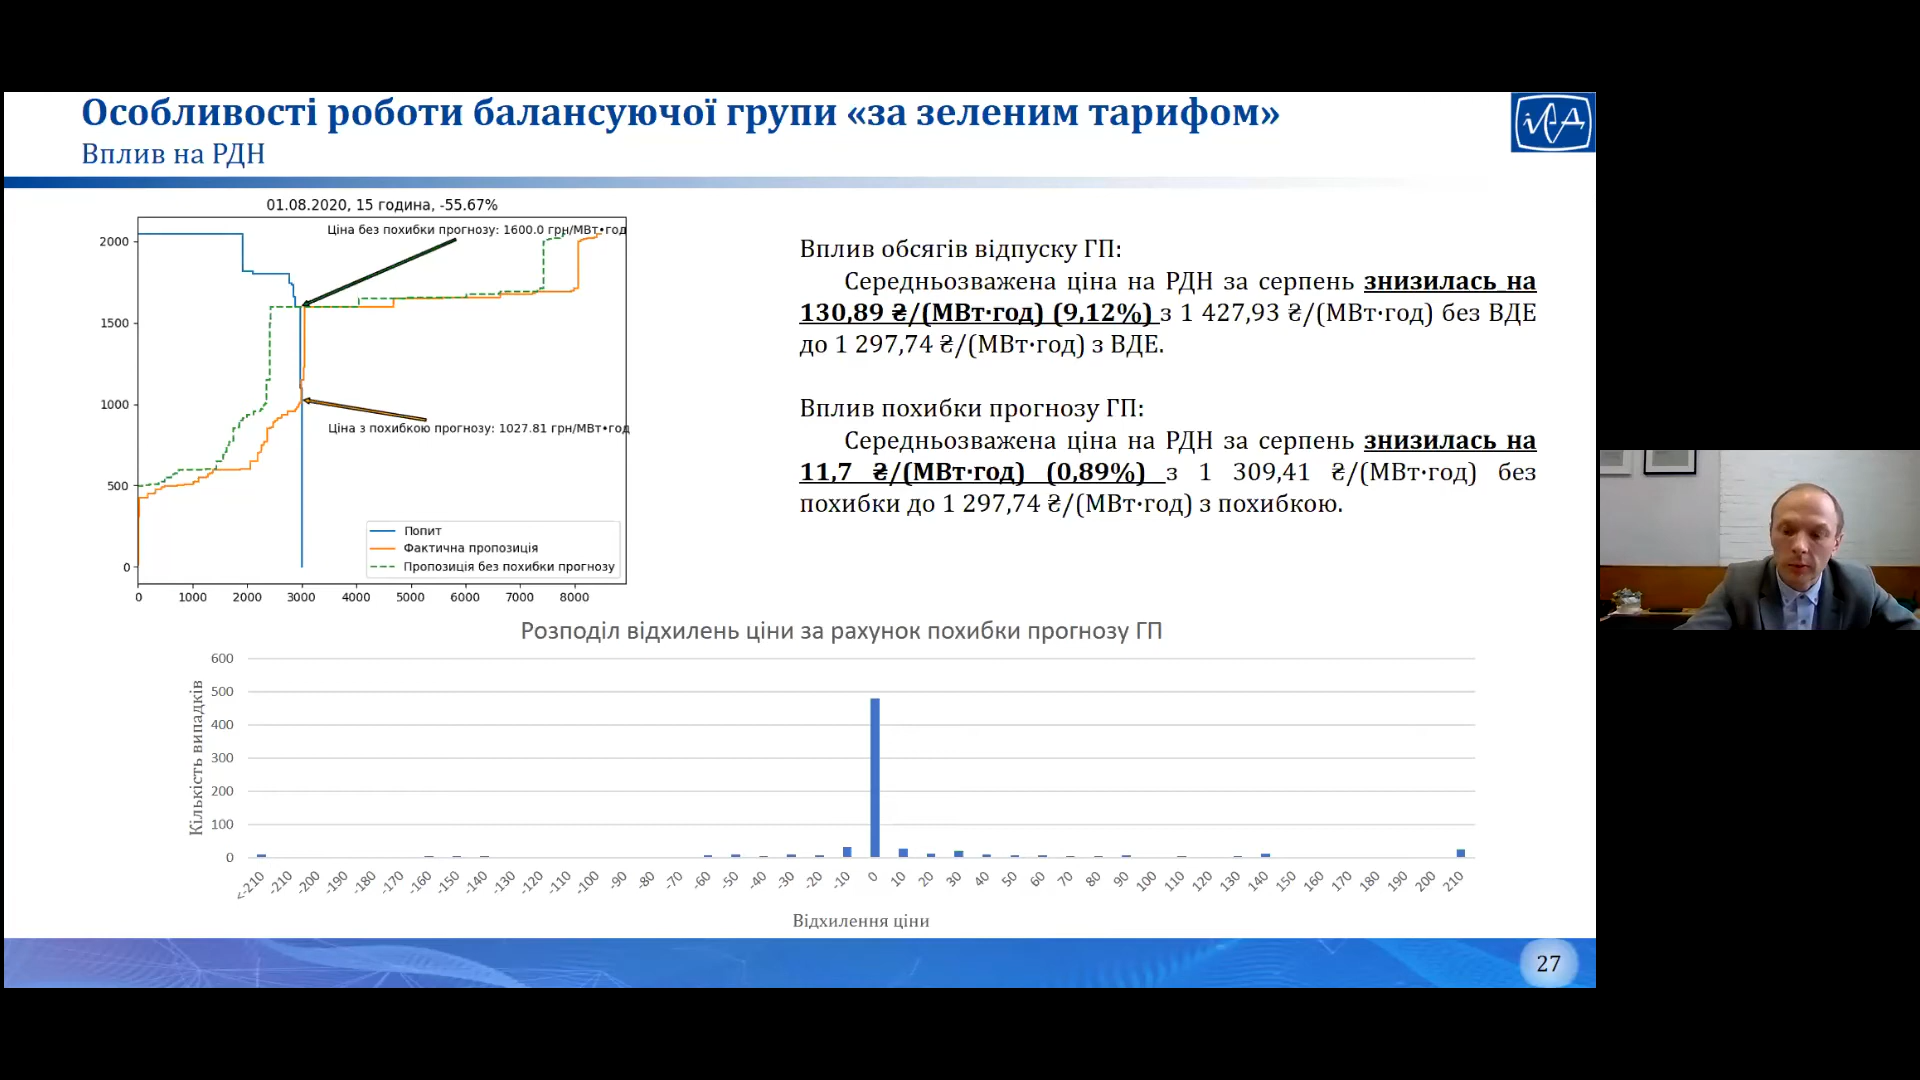 Особливості роботи балансуючої групи «за зеленим тарифом»
Вплив на РДН
01.08.2020, 15 година, -55.67%
Ціна без похибки прогнозу: 1600.0 грн/МВт•год
Ціна з похибкою прогнозу: 1027.81 грн/МВт•год
2000
1500
1000
500
0
Попит
Фактична пропозиція
Пропозиція без похибки прогнозу
0 1000 2000 3000 4000 5000 6000 7000 8000
Вплив обсягів відпуску ГП:
Середньозважена ціна на РДН за серпень знизилась на
130,89 ₴/(МВт·год) (9,12%) з 1 427,93 ₴/(МВт·год) без ВДЕ
до 1 297,74 ₴/(МВт·год) з ВДЕ.
Вплив похибки прогнозу ГП:
Середньозважена ціна на РДН за серпень знизилась на
11,7 ₴/(МВт·год) (0,89%) з 1 309,41 ₴/(МВт·год) без
похибки до 1 297,74 ₴/(МВт·год) з похибкою.
Розподіл відхилень ціни за рахунок похибки прогнозу ГП
Кількість випадків
600
500
400
300
200
100
0
<-210 -210 -200 -190 -180 -170 -160 -150 -140 -130 -120 -110 -100 -90 -80 -70 -60 -50 -40 -30 -20 -10 0 10 20 30 40 50 60 70 80 90 100 110 120 130 140 150 160 170 180 190 200 210
Відхилення ціни
27